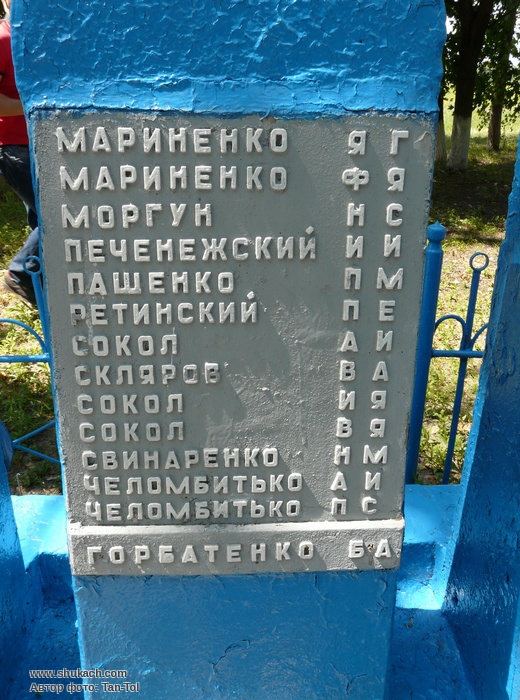 МАРИНЕНКО Я Г
МАРИНЕНКО Ф Я
МОРГУН Н С
ПЕЧЕНЕЖСКИЙ И И
ПАШЕНКО П М
РЕТИНСКИЙ П Е
СОКОЛ А И
СКЛЯРОВ В А
СОКОЛ И Я
СОКОЛ В Я
СВИНАРЕНКО Н М
ЧЕЛОМБИТЬКО А И
ЧЕЛОМБИТЬКО П С
ГОРБАТЕНКО Б А
www.shukach.com
Автор фото: Tan-Tol